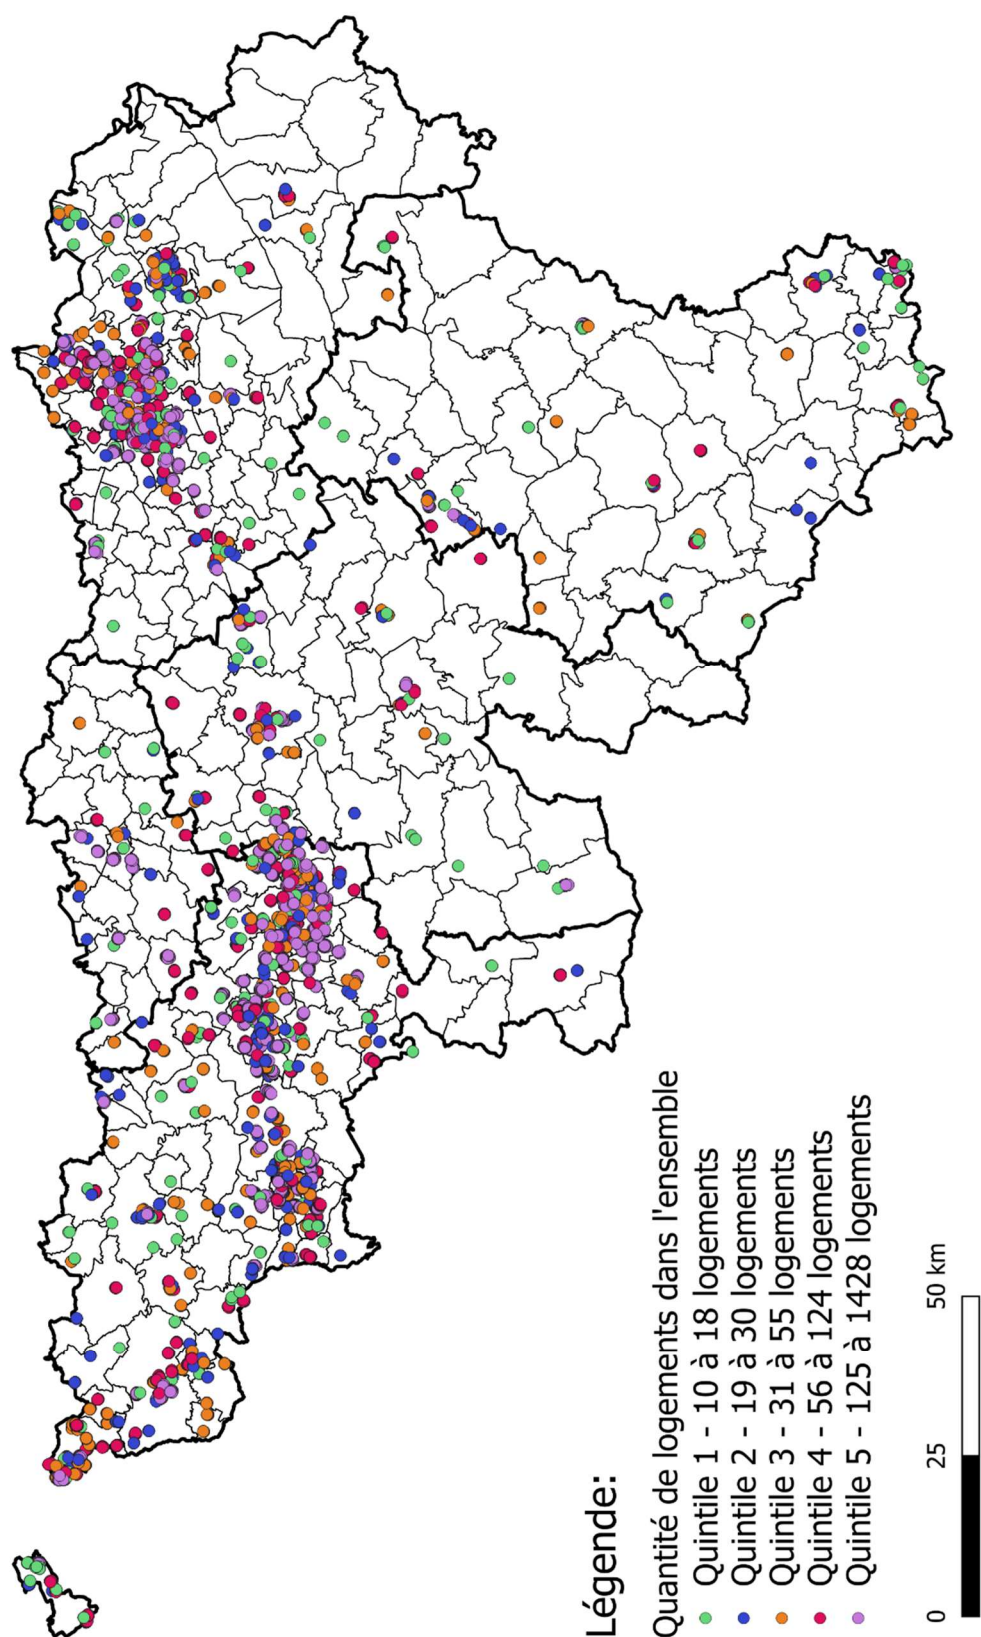 Légende:
Quantité de logements dans l'ensemble
Quintile 1 - 10 à 18 logements
Quintile 2 - 19 à 30 logements
Quintile 3 - 31 à 55 logements
Quintile 4 - 56 à 124 logements
Quintile 5 - 125 à 1428 logements
0 25 50 km